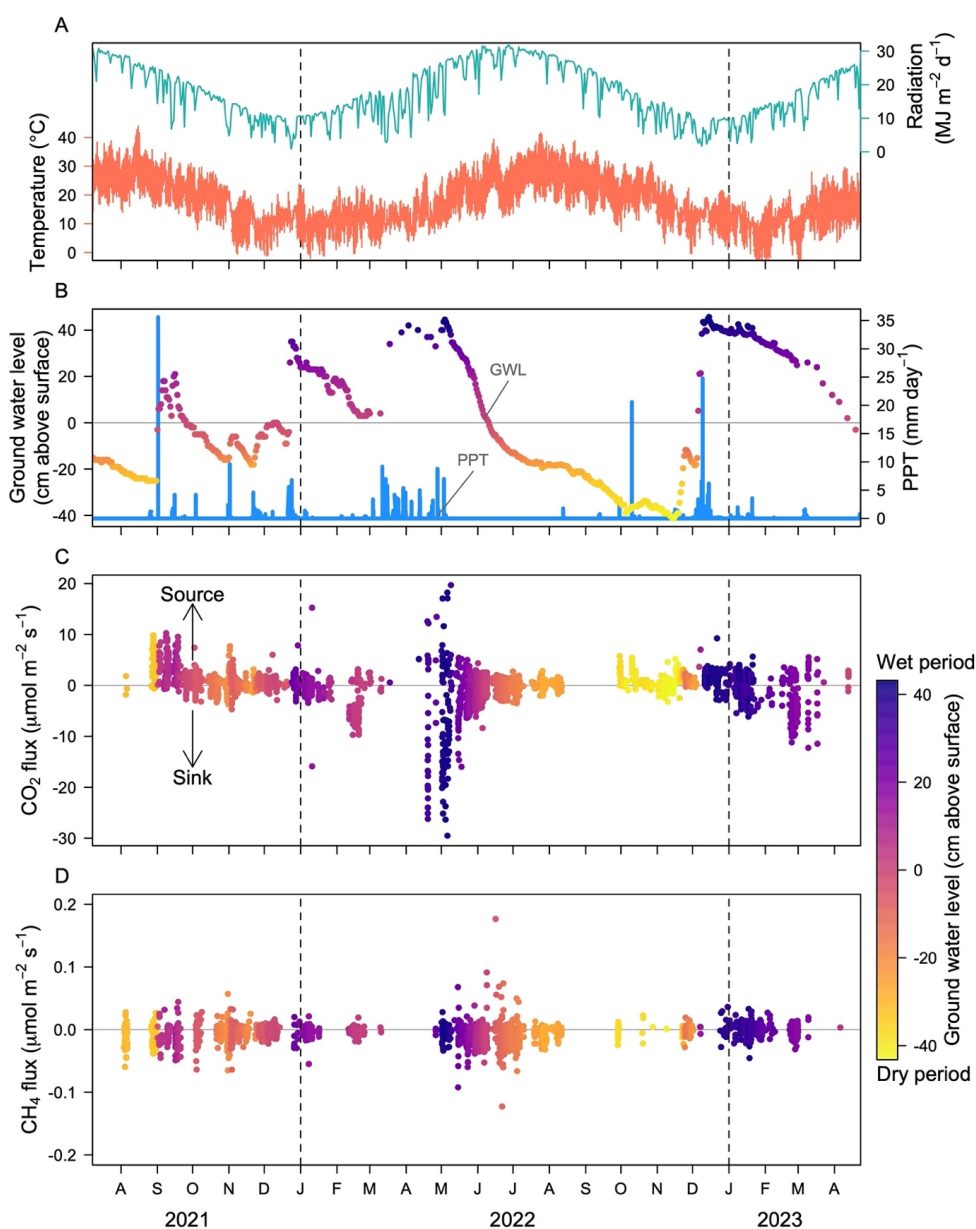 A
Temperature (°C)
40
30
20
10
0
30
20
10
0
Radiation
(MJ m⁻² d⁻¹)
A S O N D J F M A M J J A S O N D J F M A
B
Ground water level
(cm above surface)
40
20
0
-20
-40
GWL
PPT
35
30
25
20
15
10
5
0
PPT (mm day⁻¹)
C
CO₂ flux (μmol m⁻² s⁻¹)
20
10
0
-10
-20
-30
Source
Sink
D
CH₄ flux (μmol m⁻² s⁻¹)
0.2
0.1
0.0
-0.1
-0.2
A S O N D J F M A M J J A S O N D J F M A
2021 2022 2023
Wet period
40
20
0
-20
-40
Ground water level (cm above surface)
Dry period